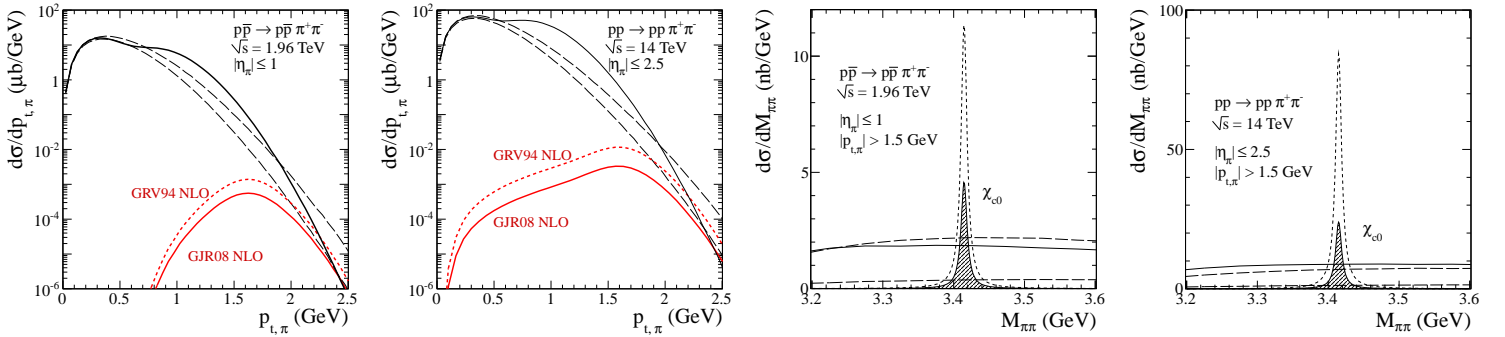 dσ/dp_{t,π} (μb/GeV)
10²
1
10⁻²
10⁻⁴
10⁻⁶
pp̄ → pp̄ π⁺π⁻
√s = 1.96 TeV
|η_π| ≤ 1
GRV94 NLO
GJR08 NLO
0 0.5 1 1.5 2 2.5
p_{t, π} (GeV)
dσ/dp_{t,π} (μb/GeV)
10²
1
10⁻²
10⁻⁴
10⁻⁶
pp → pp π⁺π⁻
√s = 14 TeV
|η_π| ≤ 2.5
GRV94 NLO
GJR08 NLO
0 0.5 1 1.5 2 2.5
p_{t, π} (GeV)
dσ/dM_{ππ} (nb/GeV)
10
5
0
pp̄ → pp̄ π⁺π⁻
√s = 1.96 TeV
|η_π| ≤ 1
|p_{t,π}| > 1.5 GeV
χ_{c0}
3.2 3.3 3.4 3.5 3.6
M_{ππ} (GeV)
dσ/dM_{ππ} (nb/GeV)
100
50
0
pp → pp π⁺π⁻
√s = 14 TeV
|η_π| ≤ 2.5
|p_{t,π}| > 1.5 GeV
χ_{c0}
3.2 3.3 3.4 3.5 3.6
M_{ππ} (GeV)